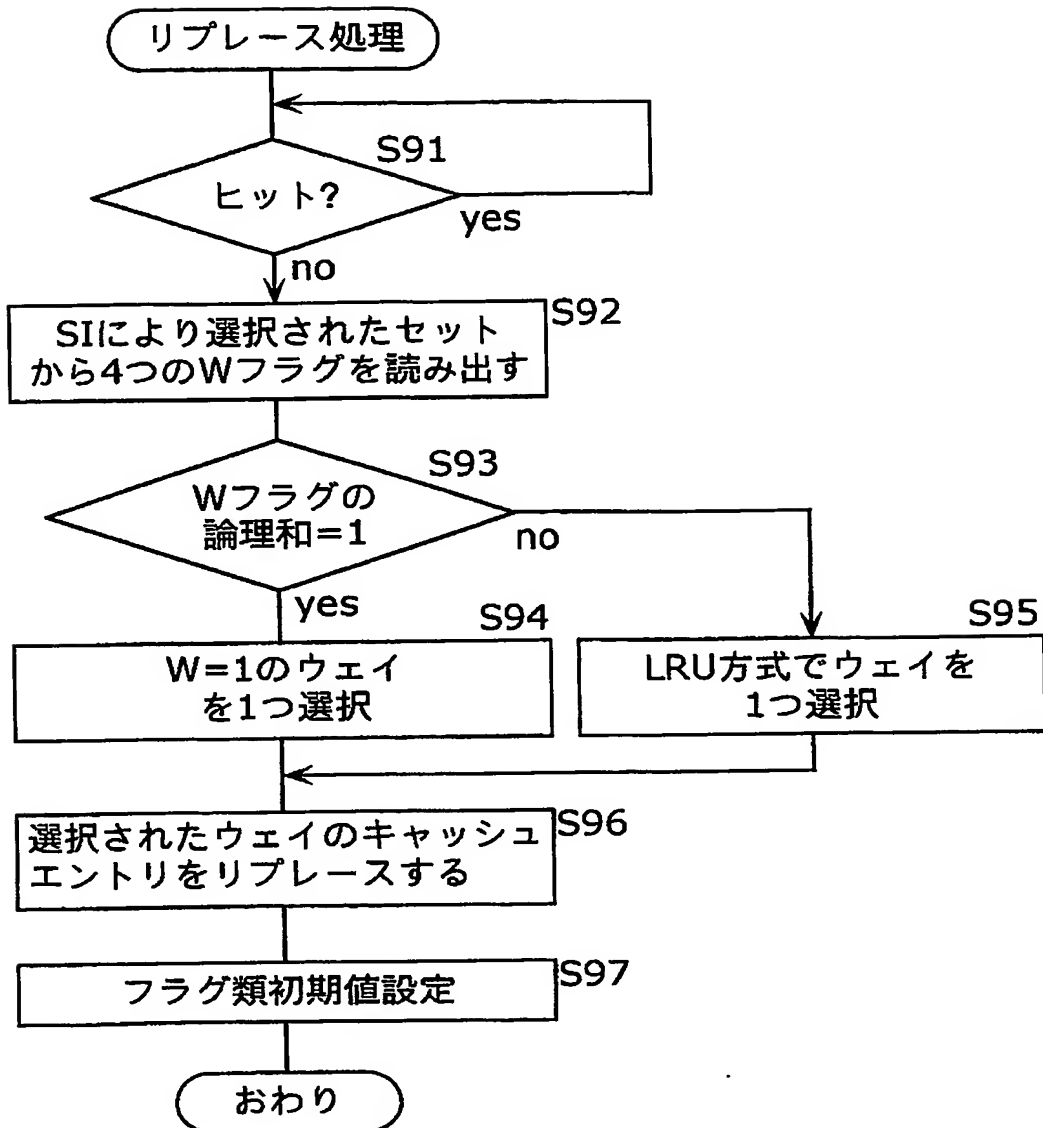 リプレース処理
S91
ヒット?
yes
no
S92
SIにより選択されたセット
から4つのWフラグを読み出す
S93
Wフラグの
論理和=1
no
yes
S94
W=1のウェイ
を1つ選択
S95
LRU方式でウェイを
1つ選択
S96
選択されたウェイのキャッシュ
エントリをリプレースする
S97
フラグ類初期値設定
おわり